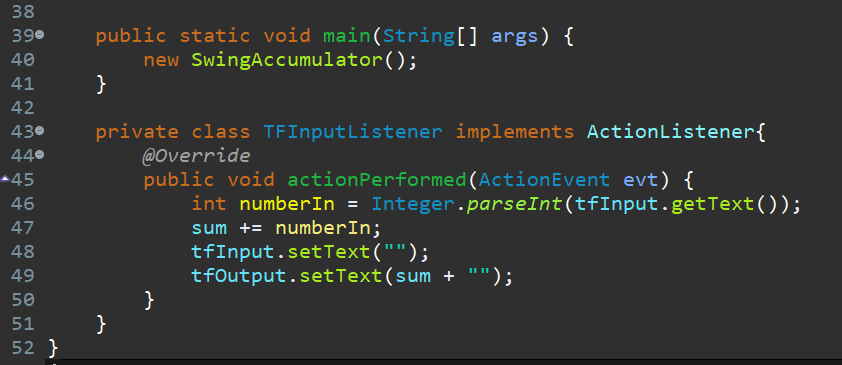 38
39 public static void main(String[] args) {
40 new SwingAccumulator();
41 }
42
43 private class TFInputListener implements ActionListener{
44 @Override
45 public void actionPerformed(ActionEvent evt) {
46 int numberIn = Integer.parseInt(tfInput.getText());
47 sum += numberIn;
48 tfInput.setText("");
49 tfOutput.setText(sum + "");
50 }
51 }
52 }